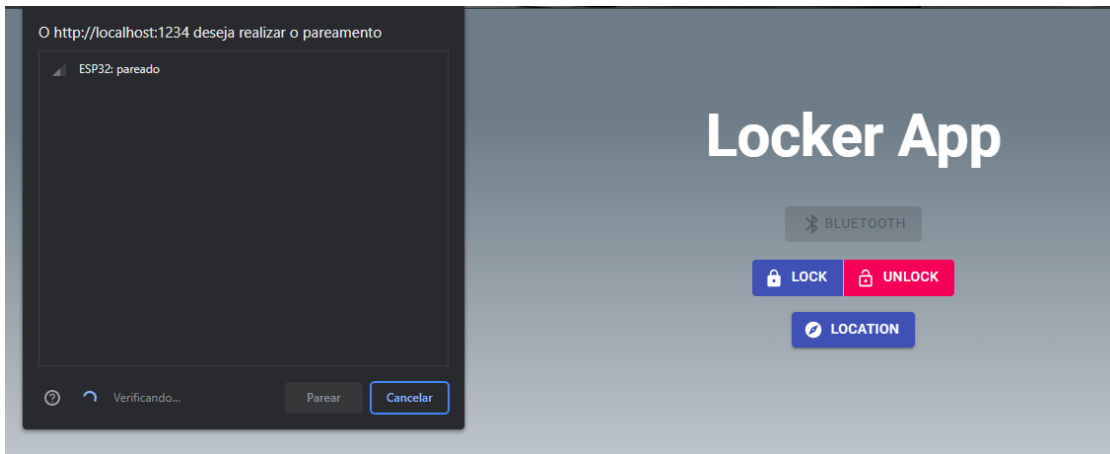 O http://localhost:1234 deseja realizar o pareamento
ESP32: pareado
Verificando...
Parear
Cancelar
Locker App
BLUETOOTH
LOCK
UNLOCK
LOCATION